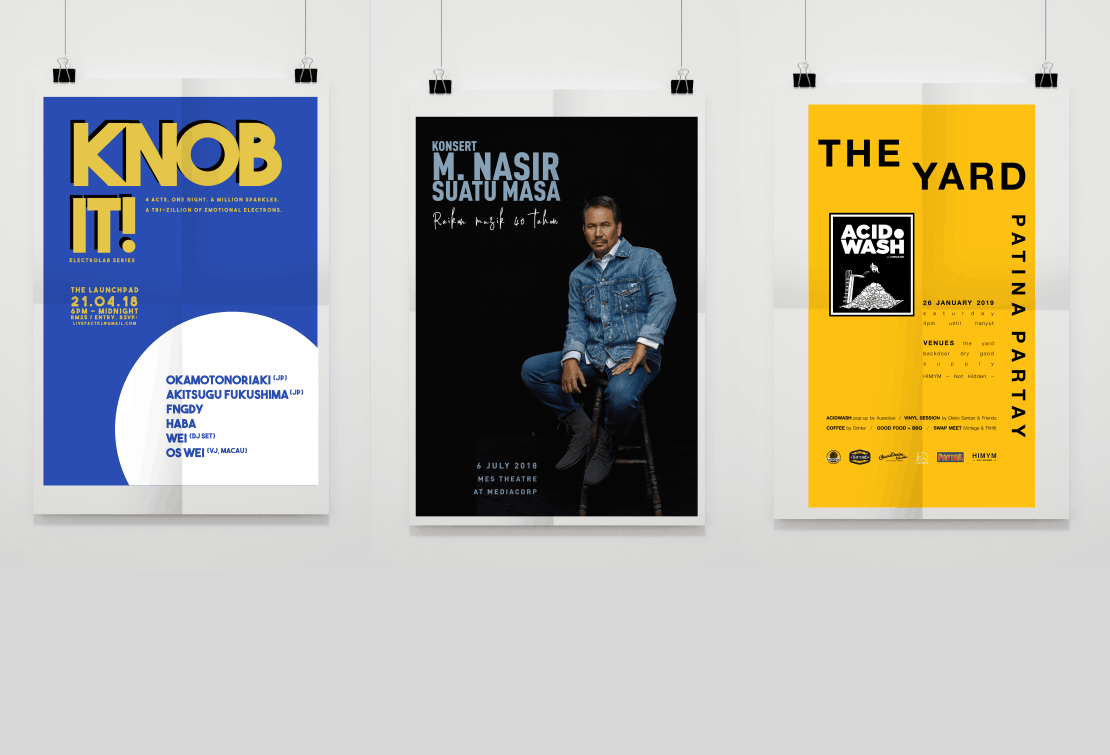 KNOB
IT!
4 ACTS, ONE NIGHT. A MILLION SPARKLES.
A TRI-ZILLION OF EMOTIONAL ELECTRONS.
ELECTROLAB SERIES
THE LAUNCHPAD
21.04.18
6PM – MIDNIGHT
RM25 / ENTRY. RSVP:
LIVEFACTKL@GMAIL.COM
OKAMOTONORIAKI (JP)
AKITSUGU FUKUSHIMA (JP)
FNGDY
HABA
WEI (DJ SET)
OS WEI (VJ, MACAU)
KONSERT
M. NASIR
SUATU MASA
Raikan muzik 40 tahun
6 JULY 2018
MES THEATRE
AT MEDIACORP
THE
YARD
PATINA PARTAY
ACID
WASH
26 JANUARY 2019
saturday
4pm until hanyut
VENUES the yard
backdoor dry good
supply
HIMYM – Not Hidden –
ACIDWASH pop-up by / VINYL SESSION by Santan & Friends
COFFEE by Drinks / GOOD FOOD + BBQ / SWAP MEET (Vintage & Thrift)
PATINA
HIMYM